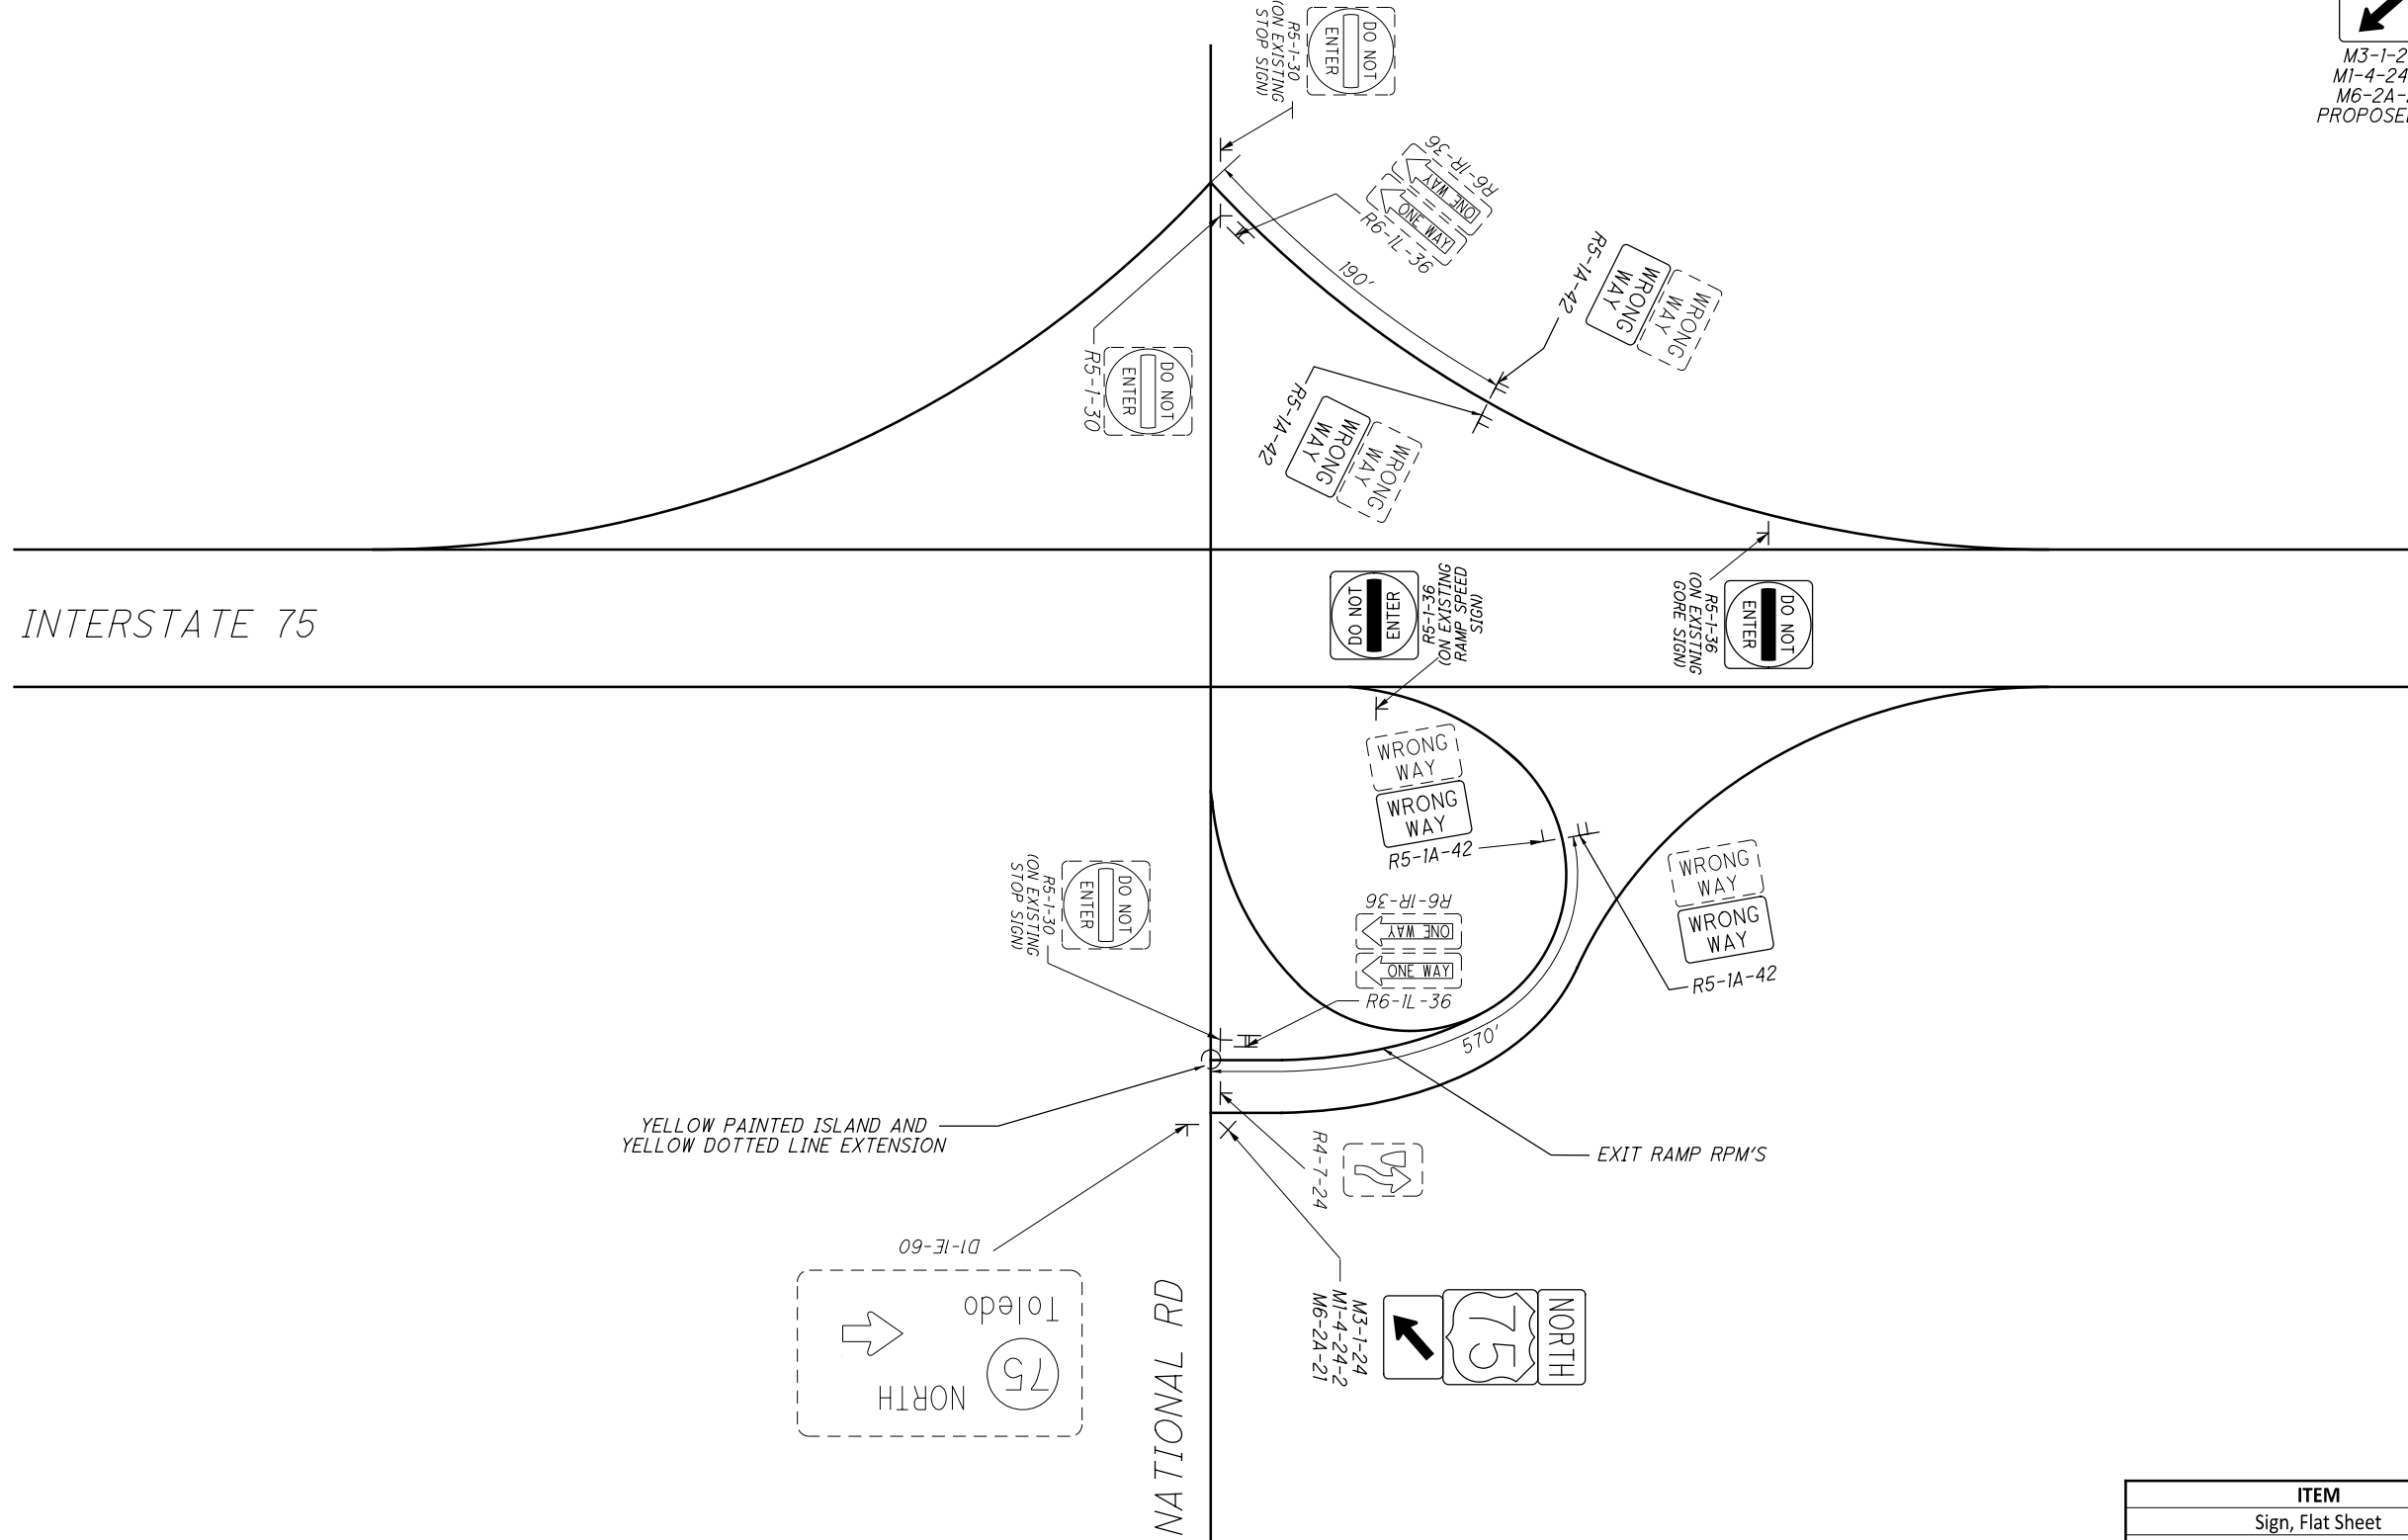 R5-1-30
(ON EXISTING
STOP SIGN)
DO NOT
ENTER
M3-1-2
M1-4-24
M6-2A-
PROPOSE
R6-1R-36
ONE WAY
ONE WAY
R6-1L-36
190'
R5-1A-42
WRONG
WAY
WRONG
WAY
R5-1-30
DO NOT
ENTER
R5-1A-42
WRONG
WAY
WRONG
WAY
INTERSTATE 75
DO NOT
ENTER
R5-1-36
(ON EXISTING
RAMP SPEED
SIGN)
R5-1-36
(ON EXISTING
GORE SIGN)
DO NOT
ENTER
WRONG
WAY
WRONG
WAY
R5-1A-42
WRONG
WAY
WRONG
WAY
R5-1A-42
R5-1-30
(ON EXISTING
STOP SIGN)
DO NOT
ENTER
R6-1R-36
ONE WAY
ONE WAY
R6-1L-36
570'
YELLOW PAINTED ISLAND AND
YELLOW DOTTED LINE EXTENSION
EXIT RAMP RPM'S
R4-7-24
D1-1E-60
NORTH
75
Toledo
NATIONAL RD
M3-1-24
M1-4-24-2
M6-2A-21
NORTH
75
ITEM
Sign, Flat Sheet